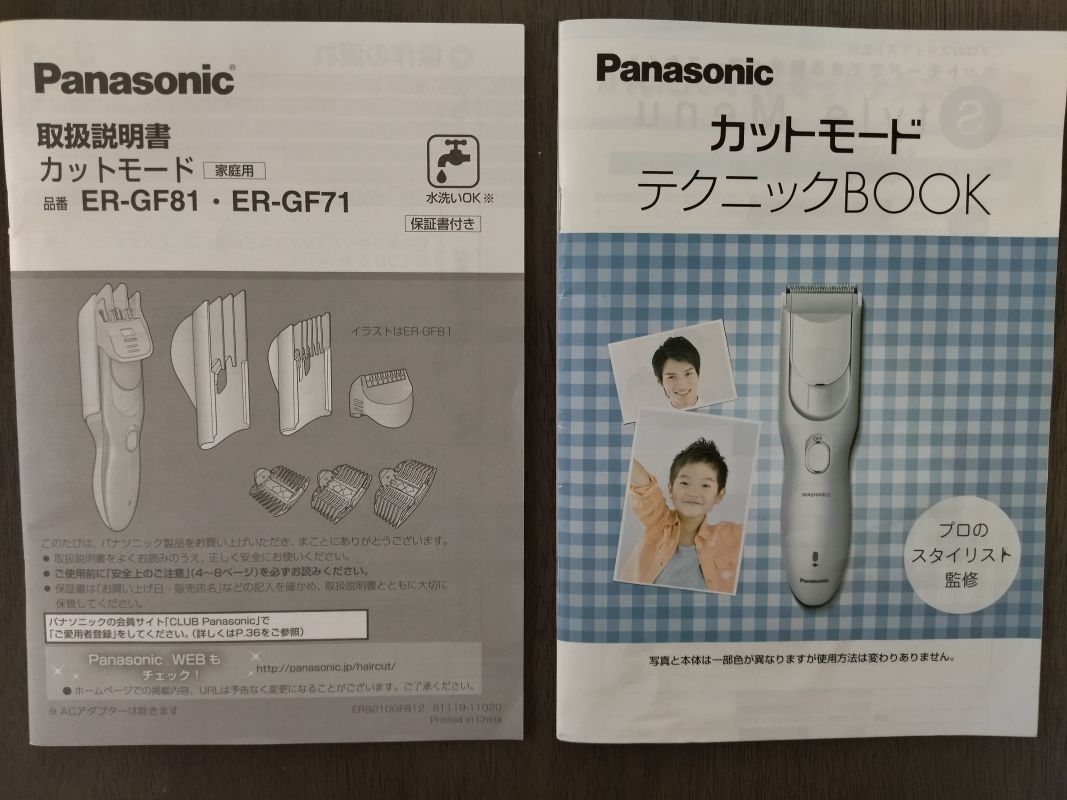 Panasonic®
取扱説明書
カットモード 家庭用
品番 ER-GF81・ER-GF71
水洗いOK※
保証書付き
イラストはER-GF81
このたびは、パナソニック製品をお買い上げいただき、まことにありがとうございます。
● 取扱説明書をよくお読みのうえ、正しく安全にお使いください。
● ご使用前に「安全上のご注意」(4～8ページ)を必ずお読みください。
● 保証書は「お買い上げ日・販売店名」などの記入を確かめ、取扱説明書とともに大切に
保管してください。
パナソニックの会員サイト「CLUB Panasonic」で
「ご愛用者登録」をしてください。(詳しくはP.36をご参照)
Panasonic WEBも
チェック!
http://panasonic.jp/haircut/
● ホームページでの掲載内容、URLは予告なく変更になることがございます。ご了承ください。
※ ACアダプターは除きます
ER9210GF812 S1119-11020
Printed in China
Panasonic
カットモード
テクニックBOOK
WASHABLE
Panasonic
プロの
スタイリスト
監修
写真と本体は一部色が異なりますが使用方法は変わりありません。